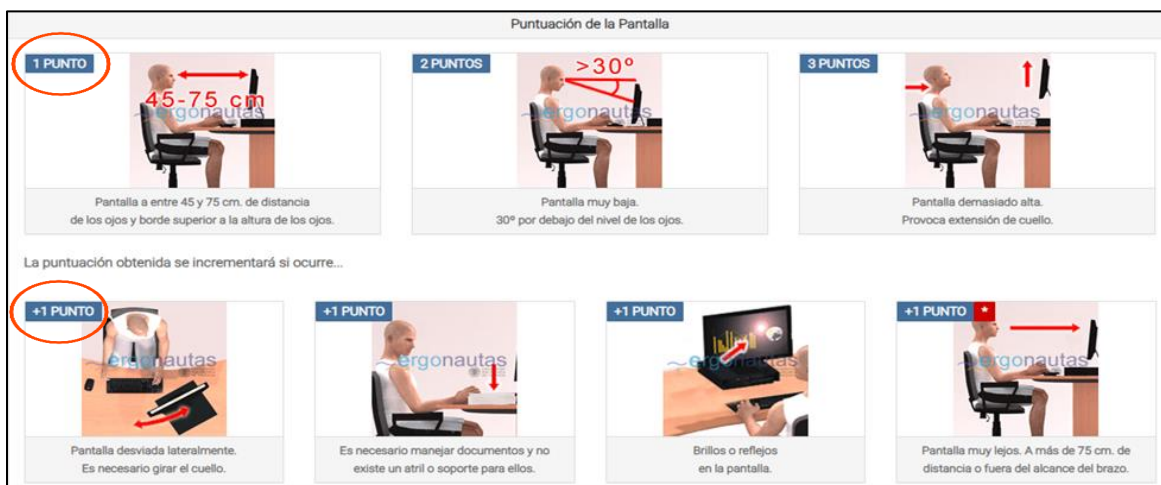 Puntuación de la Pantalla
1 PUNTO
45-75 cm
ergonautas
Pantalla a entre 45 y 75 cm. de distancia
de los ojos y borde superior a la altura de los ojos.
2 PUNTOS
>30º
ergonautas
Pantalla muy baja.
30º por debajo del nivel de los ojos.
3 PUNTOS
ergonautas
Pantalla demasiado alta.
Provoca extensión de cuello.
La puntuación obtenida se incrementará si ocurre...
+1 PUNTO
ergonautas
Pantalla desviada lateralmente.
Es necesario girar el cuello.
+1 PUNTO
ergonautas
Es necesario manejar documentos y no
existe un atril o soporte para ellos.
+1 PUNTO
ergonautas
Brillos o reflejos
en la pantalla.
+1 PUNTO *
ergonautas
Pantalla muy lejos. A más de 75 cm. de
distancia o fuera del alcance del brazo.